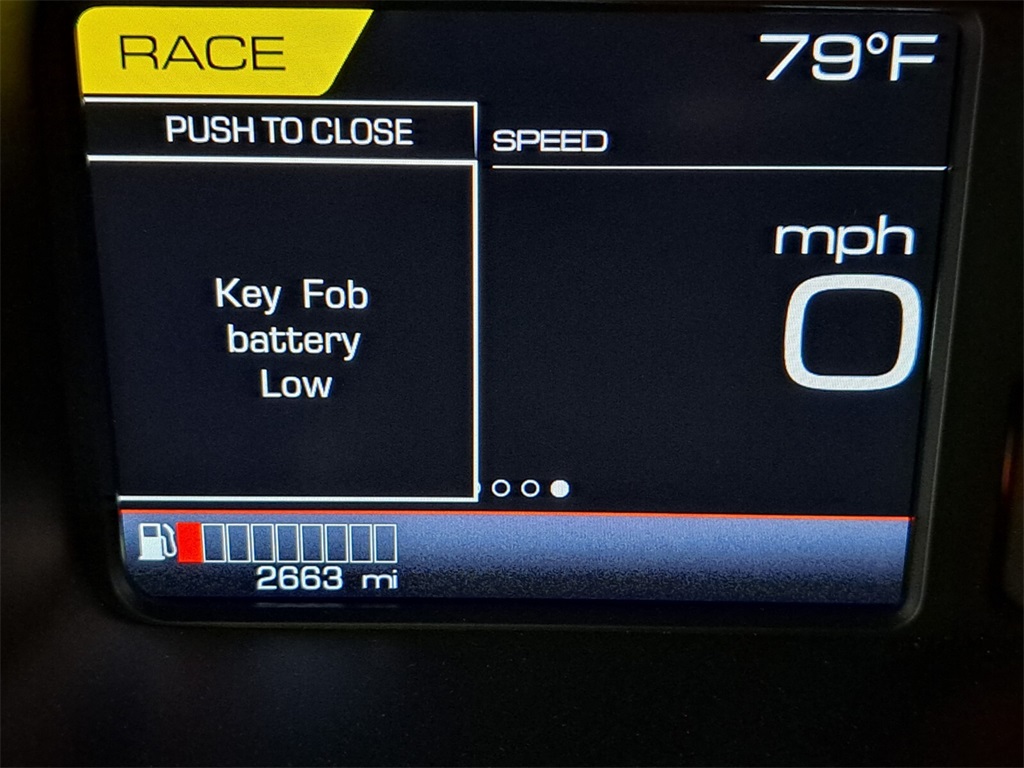 RACE
79°F
PUSH TO CLOSE
SPEED
Key Fob
battery
Low
mph
0
2663 mi